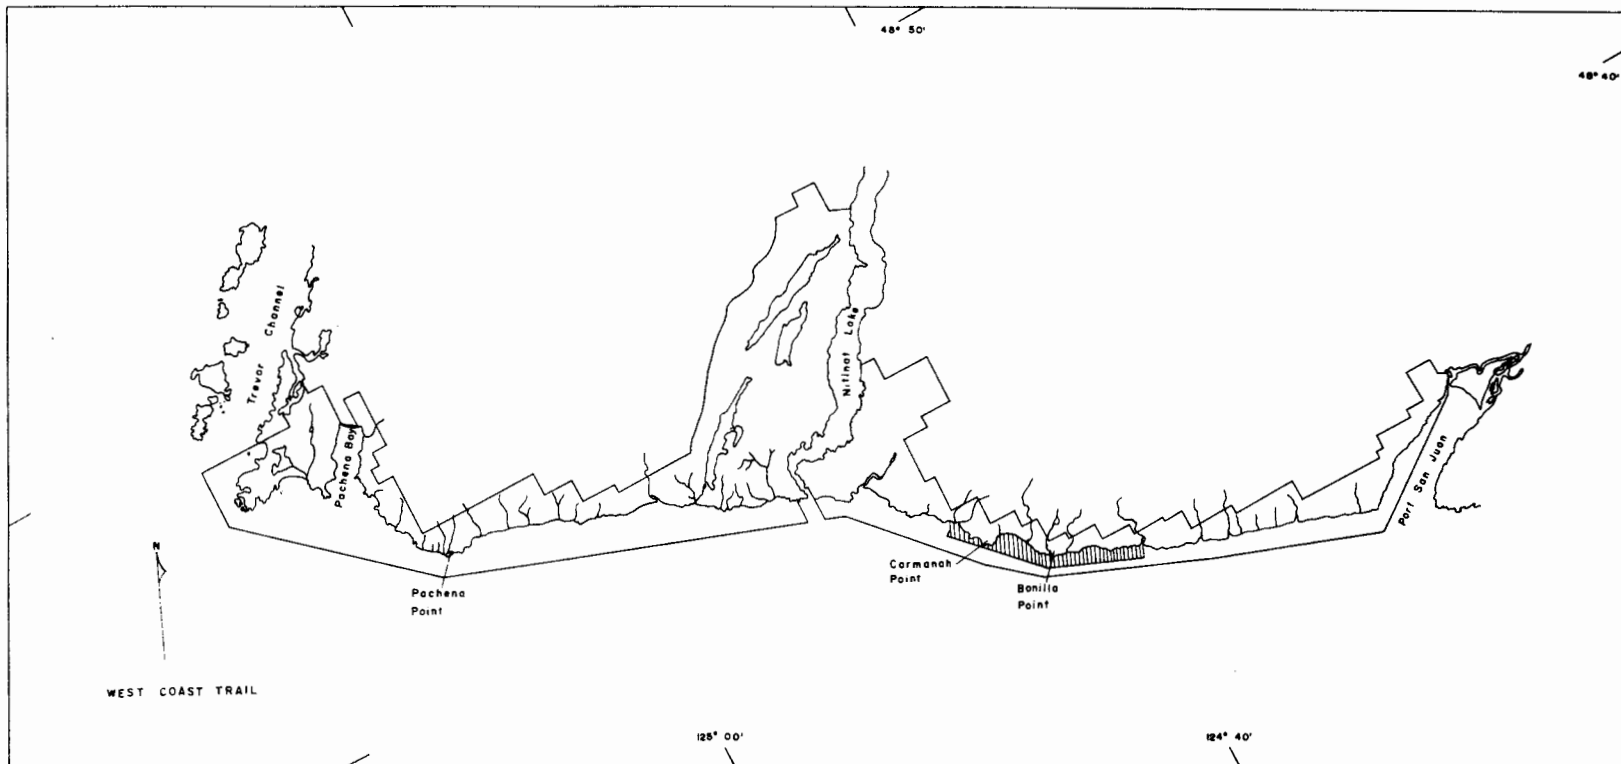 48° 50'
48° 40'
Trevor Channel
Nitinat Lake
Pachena Bay
Port San Juan
N
Carmanah
Point
Pachena
Point
Bonilla
Point
WEST COAST TRAIL
125° 00'
124° 40'